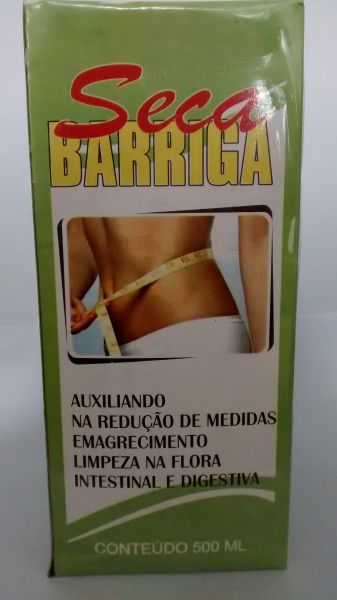 Seca
BARRIGA
AUXILIANDO
NA REDUÇÃO DE MEDIDAS
EMAGRECIMENTO
LIMPEZA NA FLORA
INTESTINAL E DIGESTIVA
CONTEÚDO 500 ML